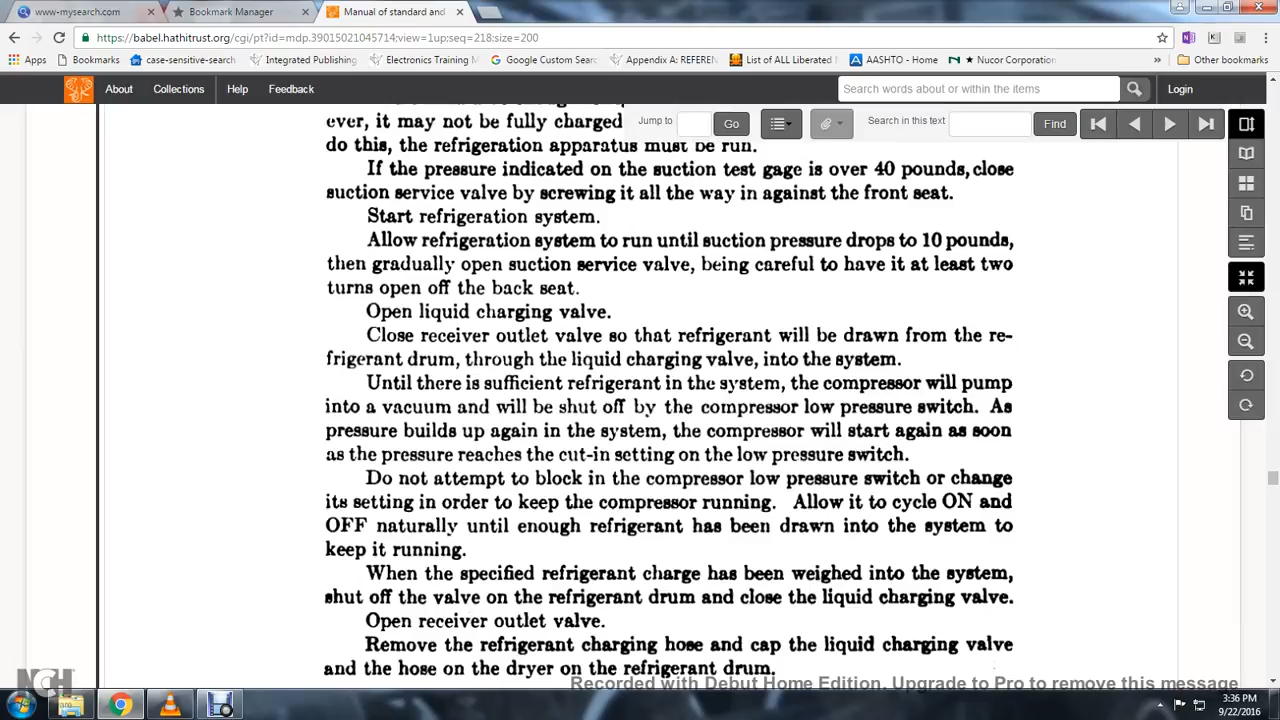 www-mysearch.com
Bookmark Manager
Manual of standard and
https://babel.hathitrust.org/cgi/pt?id=mdp.39015021045714;view=1up;seq=218;size=200
Apps
Bookmarks
case-sensitive-search
Integrated Publishing
Electronics Training M
Google Custom Searc
Appendix A: REFEREN
List of ALL Liberated
AASHTO - Home
Nucor Corporation
Other bookmarks
About
Collections
Help
Feedback
Search words about or within the items
Login
Jump to
Go
Search in this text
Find
ever, it may not be fully charged
do this, the refrigeration apparatus must be run.
If the pressure indicated on the suction test gage is over 40 pounds, close
suction service valve by screwing it all the way in against the front seat.
Start refrigeration system.
Allow refrigeration system to run until suction pressure drops to 10 pounds,
then gradually open suction service valve, being careful to have it at least two
turns open off the back seat.
Open liquid charging valve.
Close receiver outlet valve so that refrigerant will be drawn from the re-
frigerant drum, through the liquid charging valve, into the system.
Until there is sufficient refrigerant in the system, the compressor will pump
into a vacuum and will be shut off by the compressor low pressure switch. As
pressure builds up again in the system, the compressor will start again as soon
as the pressure reaches the cut-in setting on the low pressure switch.
Do not attempt to block in the compressor low pressure switch or change
its setting in order to keep the compressor running. Allow it to cycle ON and
OFF naturally until enough refrigerant has been drawn into the system to
keep it running.
When the specified refrigerant charge has been weighed into the system,
shut off the valve on the refrigerant drum and close the liquid charging valve.
Open receiver outlet valve.
Remove the refrigerant charging hose and cap the liquid charging valve
and the hose on the dryer on the refrigerant drum.
NCH
Recorded with Debut Home Edition. Upgrade to Pro to remove this message
3:36 PM
9/22/2016